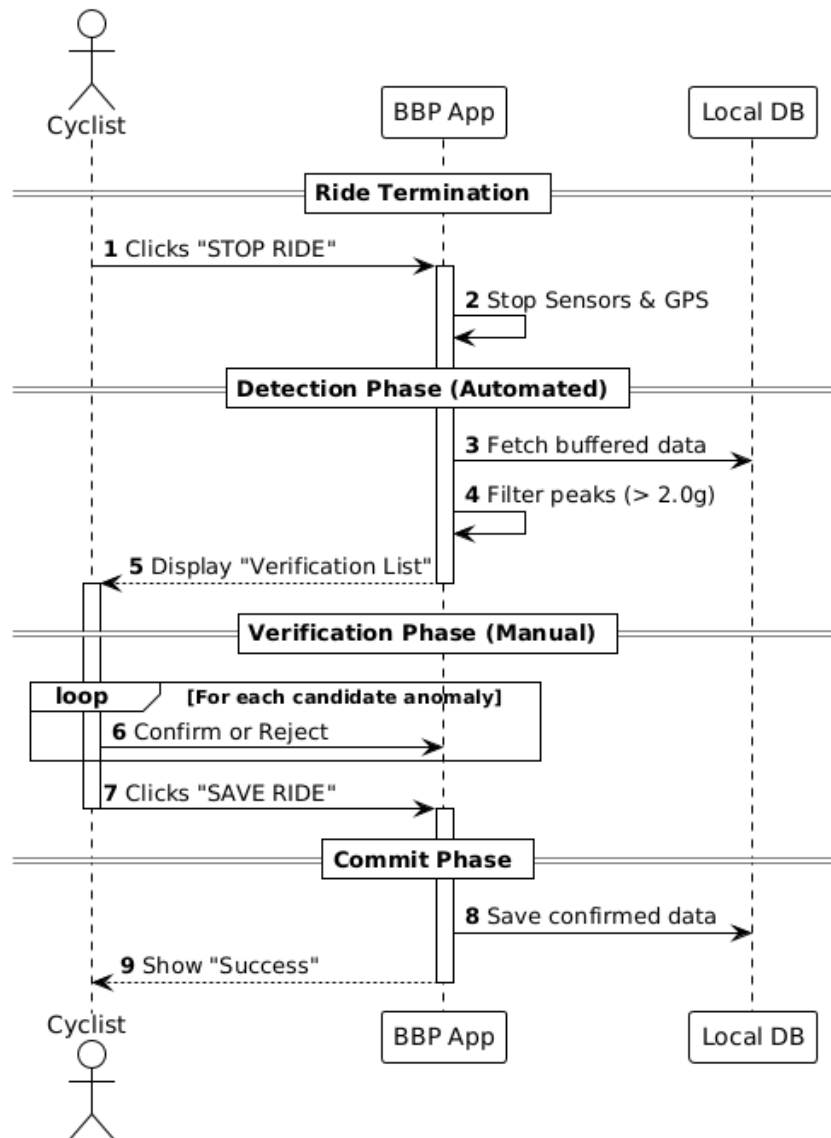 Cyclist
BBP App
Local DB
Ride Termination
1 Clicks "STOP RIDE"
2 Stop Sensors & GPS
Detection Phase (Automated)
3 Fetch buffered data
4 Filter peaks (> 2.0g)
5 Display "Verification List"
Verification Phase (Manual)
loop [For each candidate anomaly]
6 Confirm or Reject
7 Clicks "SAVE RIDE"
Commit Phase
8 Save confirmed data
9 Show "Success"
Cyclist
BBP App
Local DB